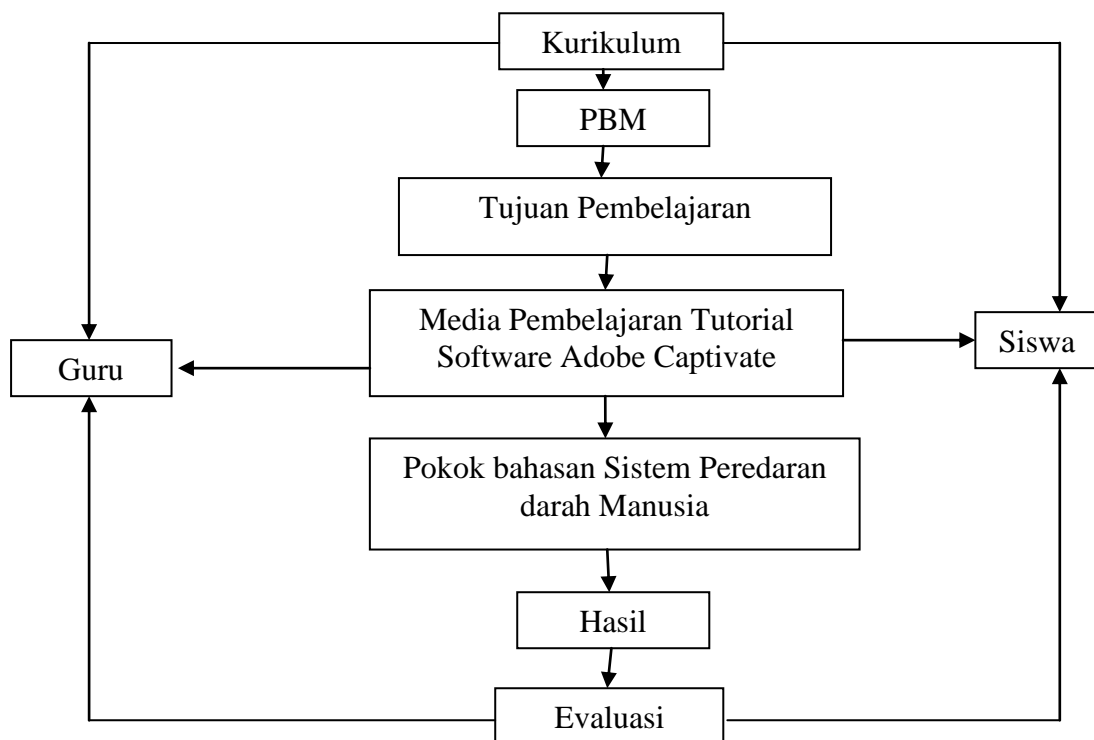 Kurikulum
PBM
Tujuan Pembelajaran
Media Pembelajaran Tutorial
Software Adobe Captivate
Guru
Siswa
Pokok bahasan Sistem Peredaran
darah Manusia
Hasil
Evaluasi